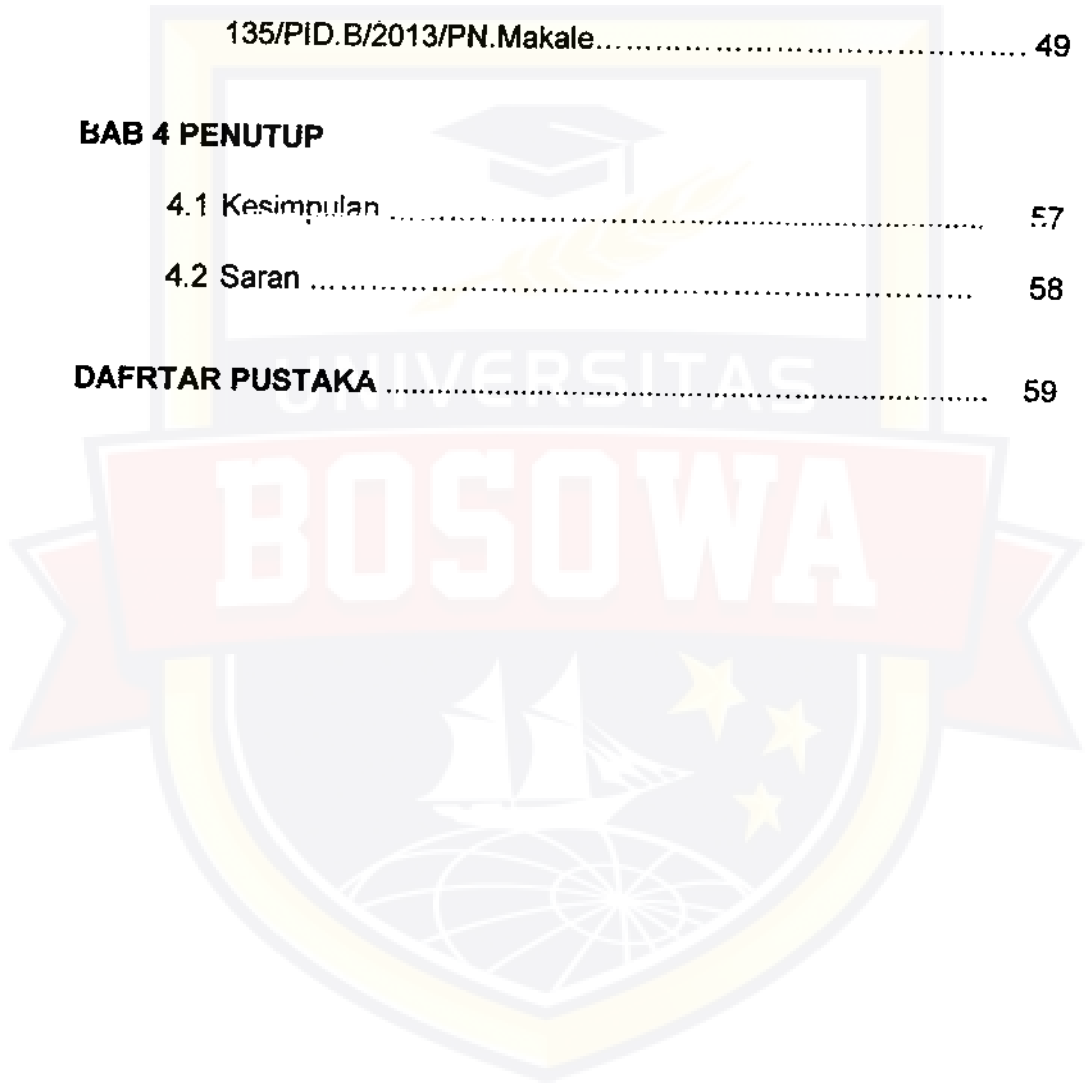 135/PID.B/2013/PN.Makale........................................ 49
BAB 4 PENUTUP
4.1 Kesimpulan ........................................ 57
4.2 Saran ........................................ 58
DAFRTAR PUSTAKA ........................................ 59
UNIVERSITAS
BOSOWA